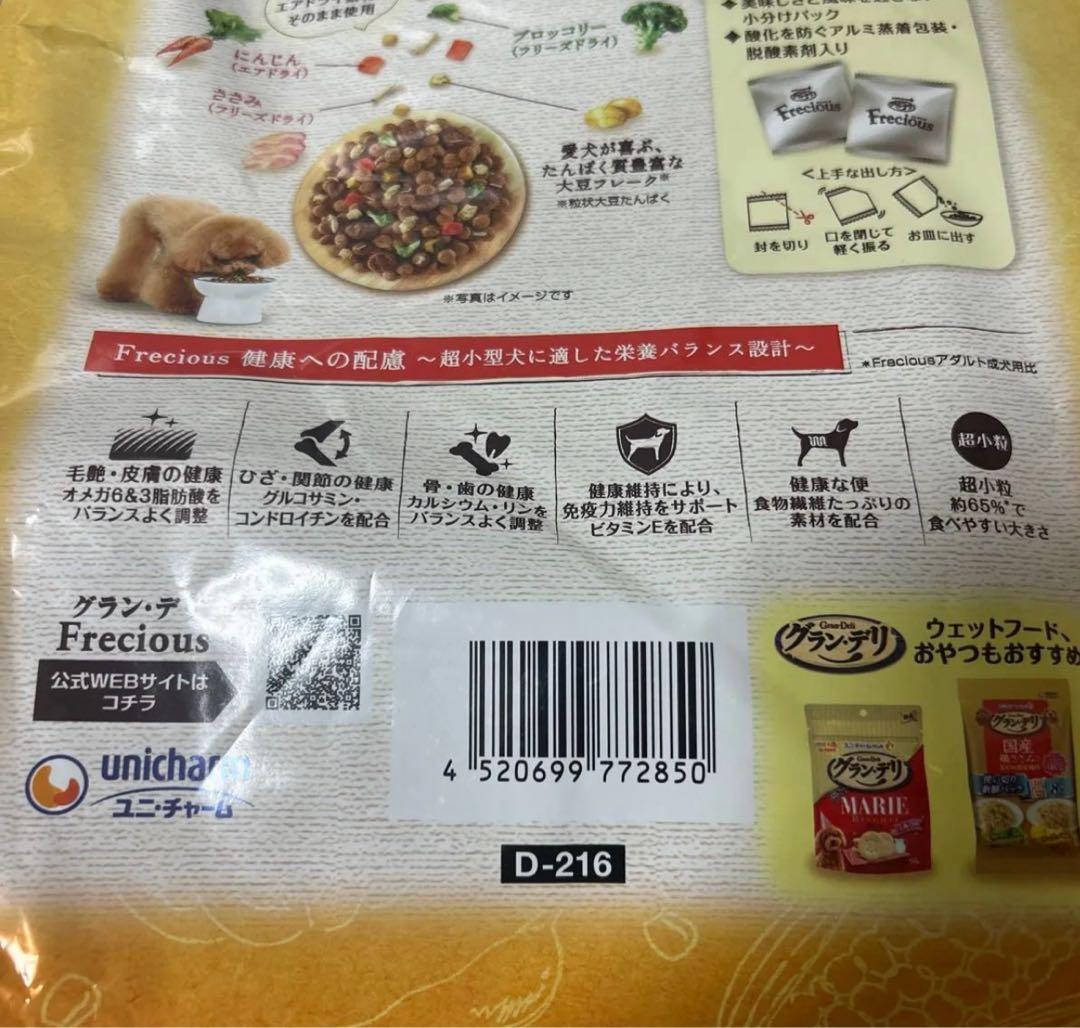 そのまま使用
にんじん
(エアドライ)
ささみ
(フリーズドライ)
ブロッコリー
(フリーズドライ)
愛犬が喜ぶ、
たんぱく質豊富な
大豆フレーク※
※粒状大豆たんぱく
※写真はイメージです
小分けパック
◆酸化を防ぐアルミ蒸着包装・
脱酸素剤入り
Frecious
Frecious
<上手な出し方>
封を切り
口を閉じて
軽く振る
お皿に出す
Frecious 健康への配慮 ～超小型犬に適した栄養バランス設計～
*Freciousアダルト成犬用比
毛艶・皮膚の健康
オメガ6&3脂肪酸を
バランスよく調整
ひざ・関節の健康
グルコサミン・
コンドロイチンを配合
骨・歯の健康
カルシウム・リンを
バランスよく調整
健康維持により、
免疫力維持をサポート
ビタミンEを配合
健康な便
食物繊維たっぷりの
素材を配合
超小粒
超小粒
約65%*で
食べやすい大きさ
グラン・デ
Frecious
公式WEBサイトは
コチラ
unicharm
ユニ・チャーム
4 520699 772850
D-216
Gran-Deli
グラン・デリ
ウェットフード、
おやつもおすすめ
グラン・デリ
MARIE
BISCUIT
グラン・デリ
国産